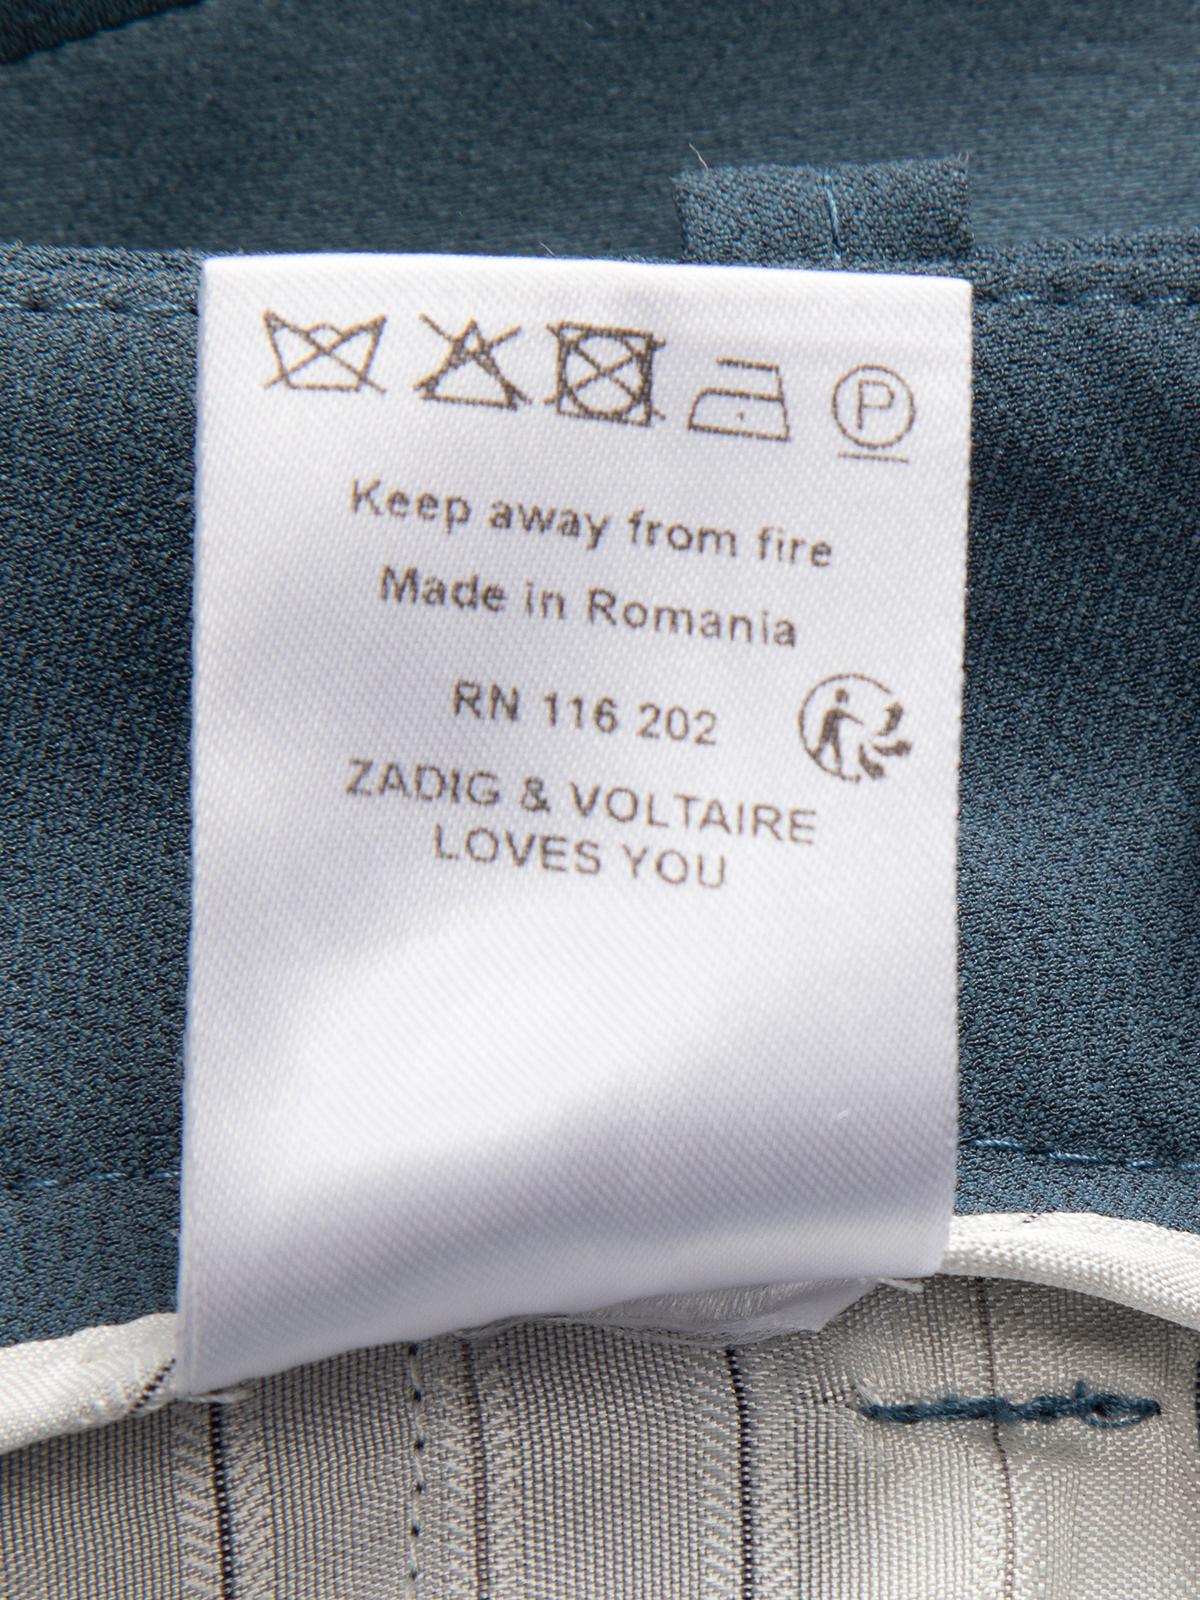 P
Keep away from fire
Made in Romania
RN 116 202
ZADIG & VOLTAIRE
LOVES YOU